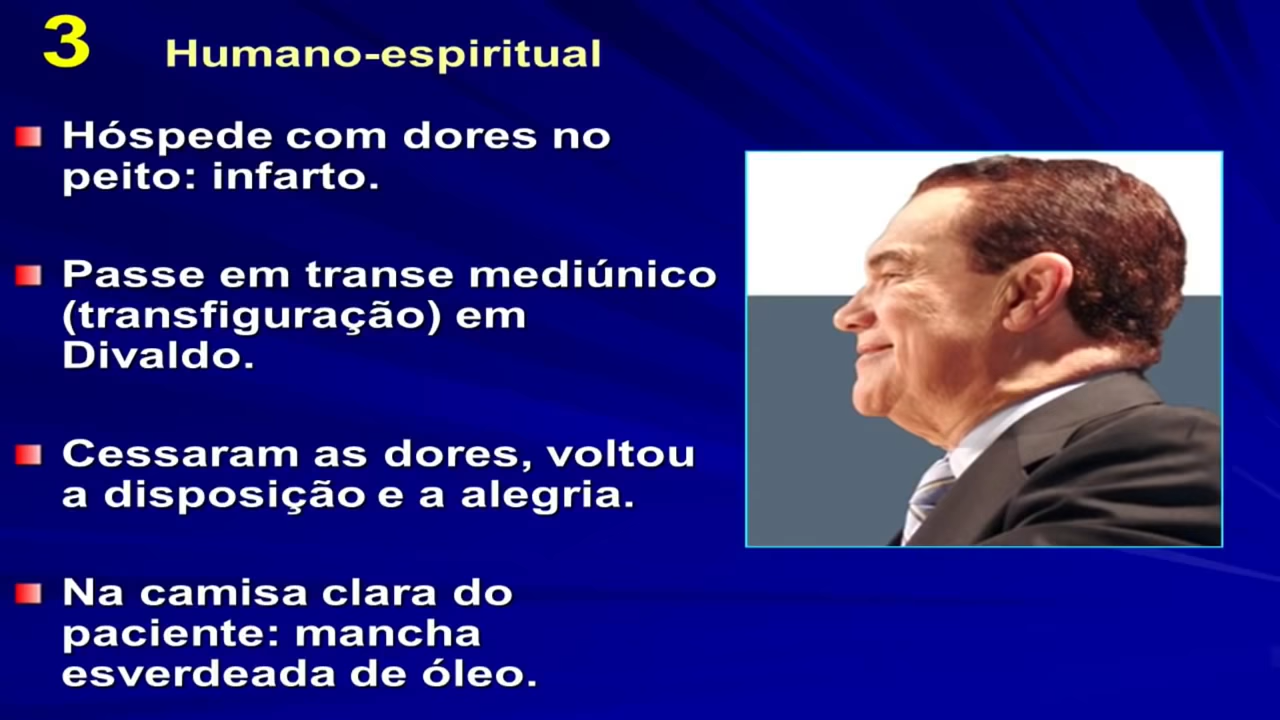 3 Humano-espiritual
Hóspede com dores no
peito: infarto.
Passe em transe mediúnico
(transfiguração) em
Divaldo.
Cessaram as dores, voltou
a disposição e a alegria.
Na camisa clara do
paciente: mancha
esverdeada de óleo.